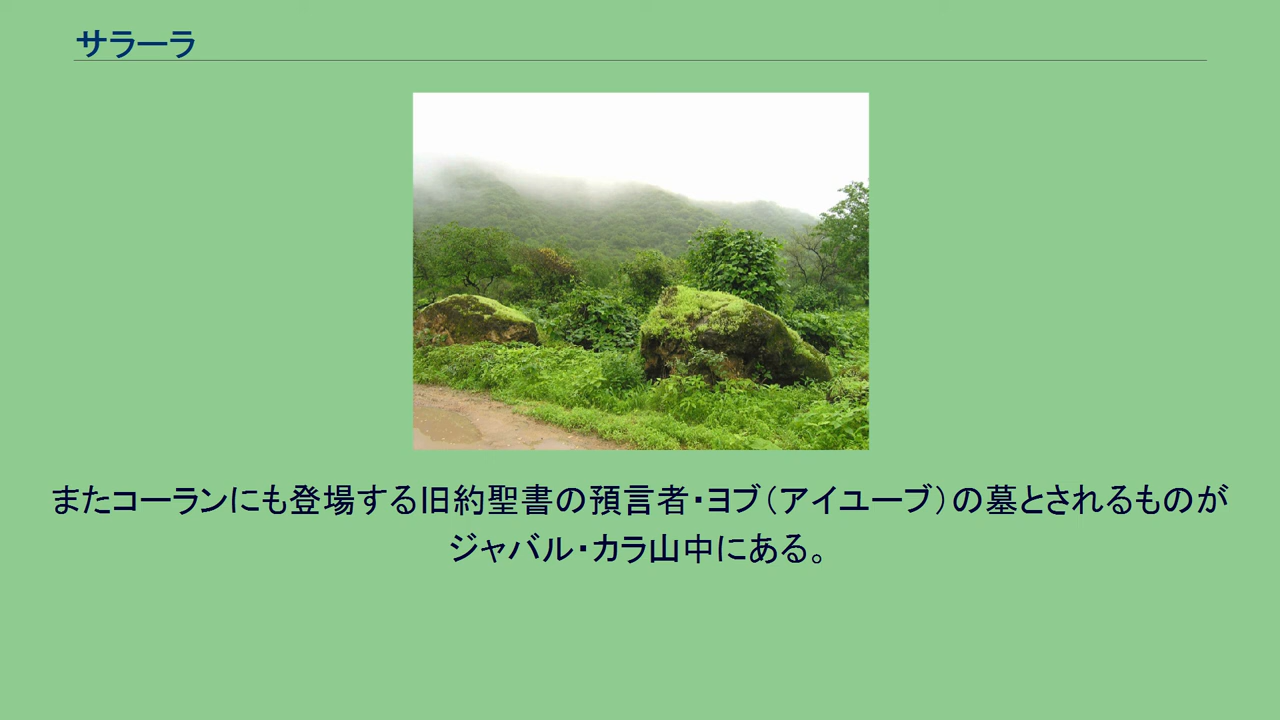 サラーラ
またコーランにも登場する旧約聖書の預言者・ヨブ（アイユーブ）の墓とされるものが
ジャバル・カラ山中にある。